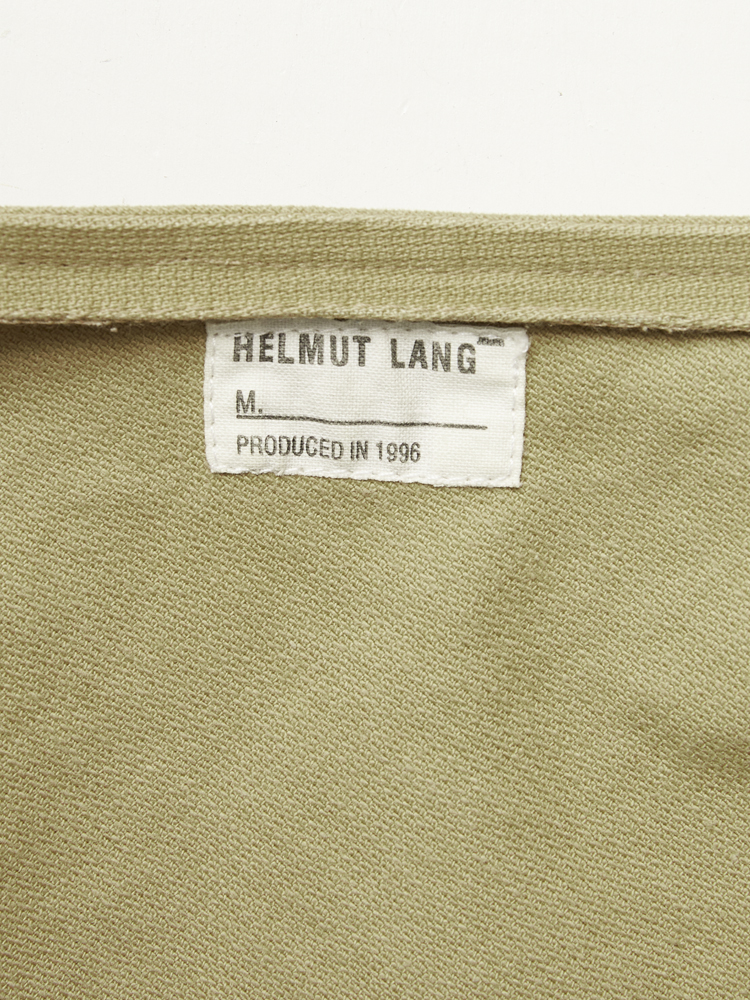 HELMUT LANG
M.
PRODUCED IN 1996